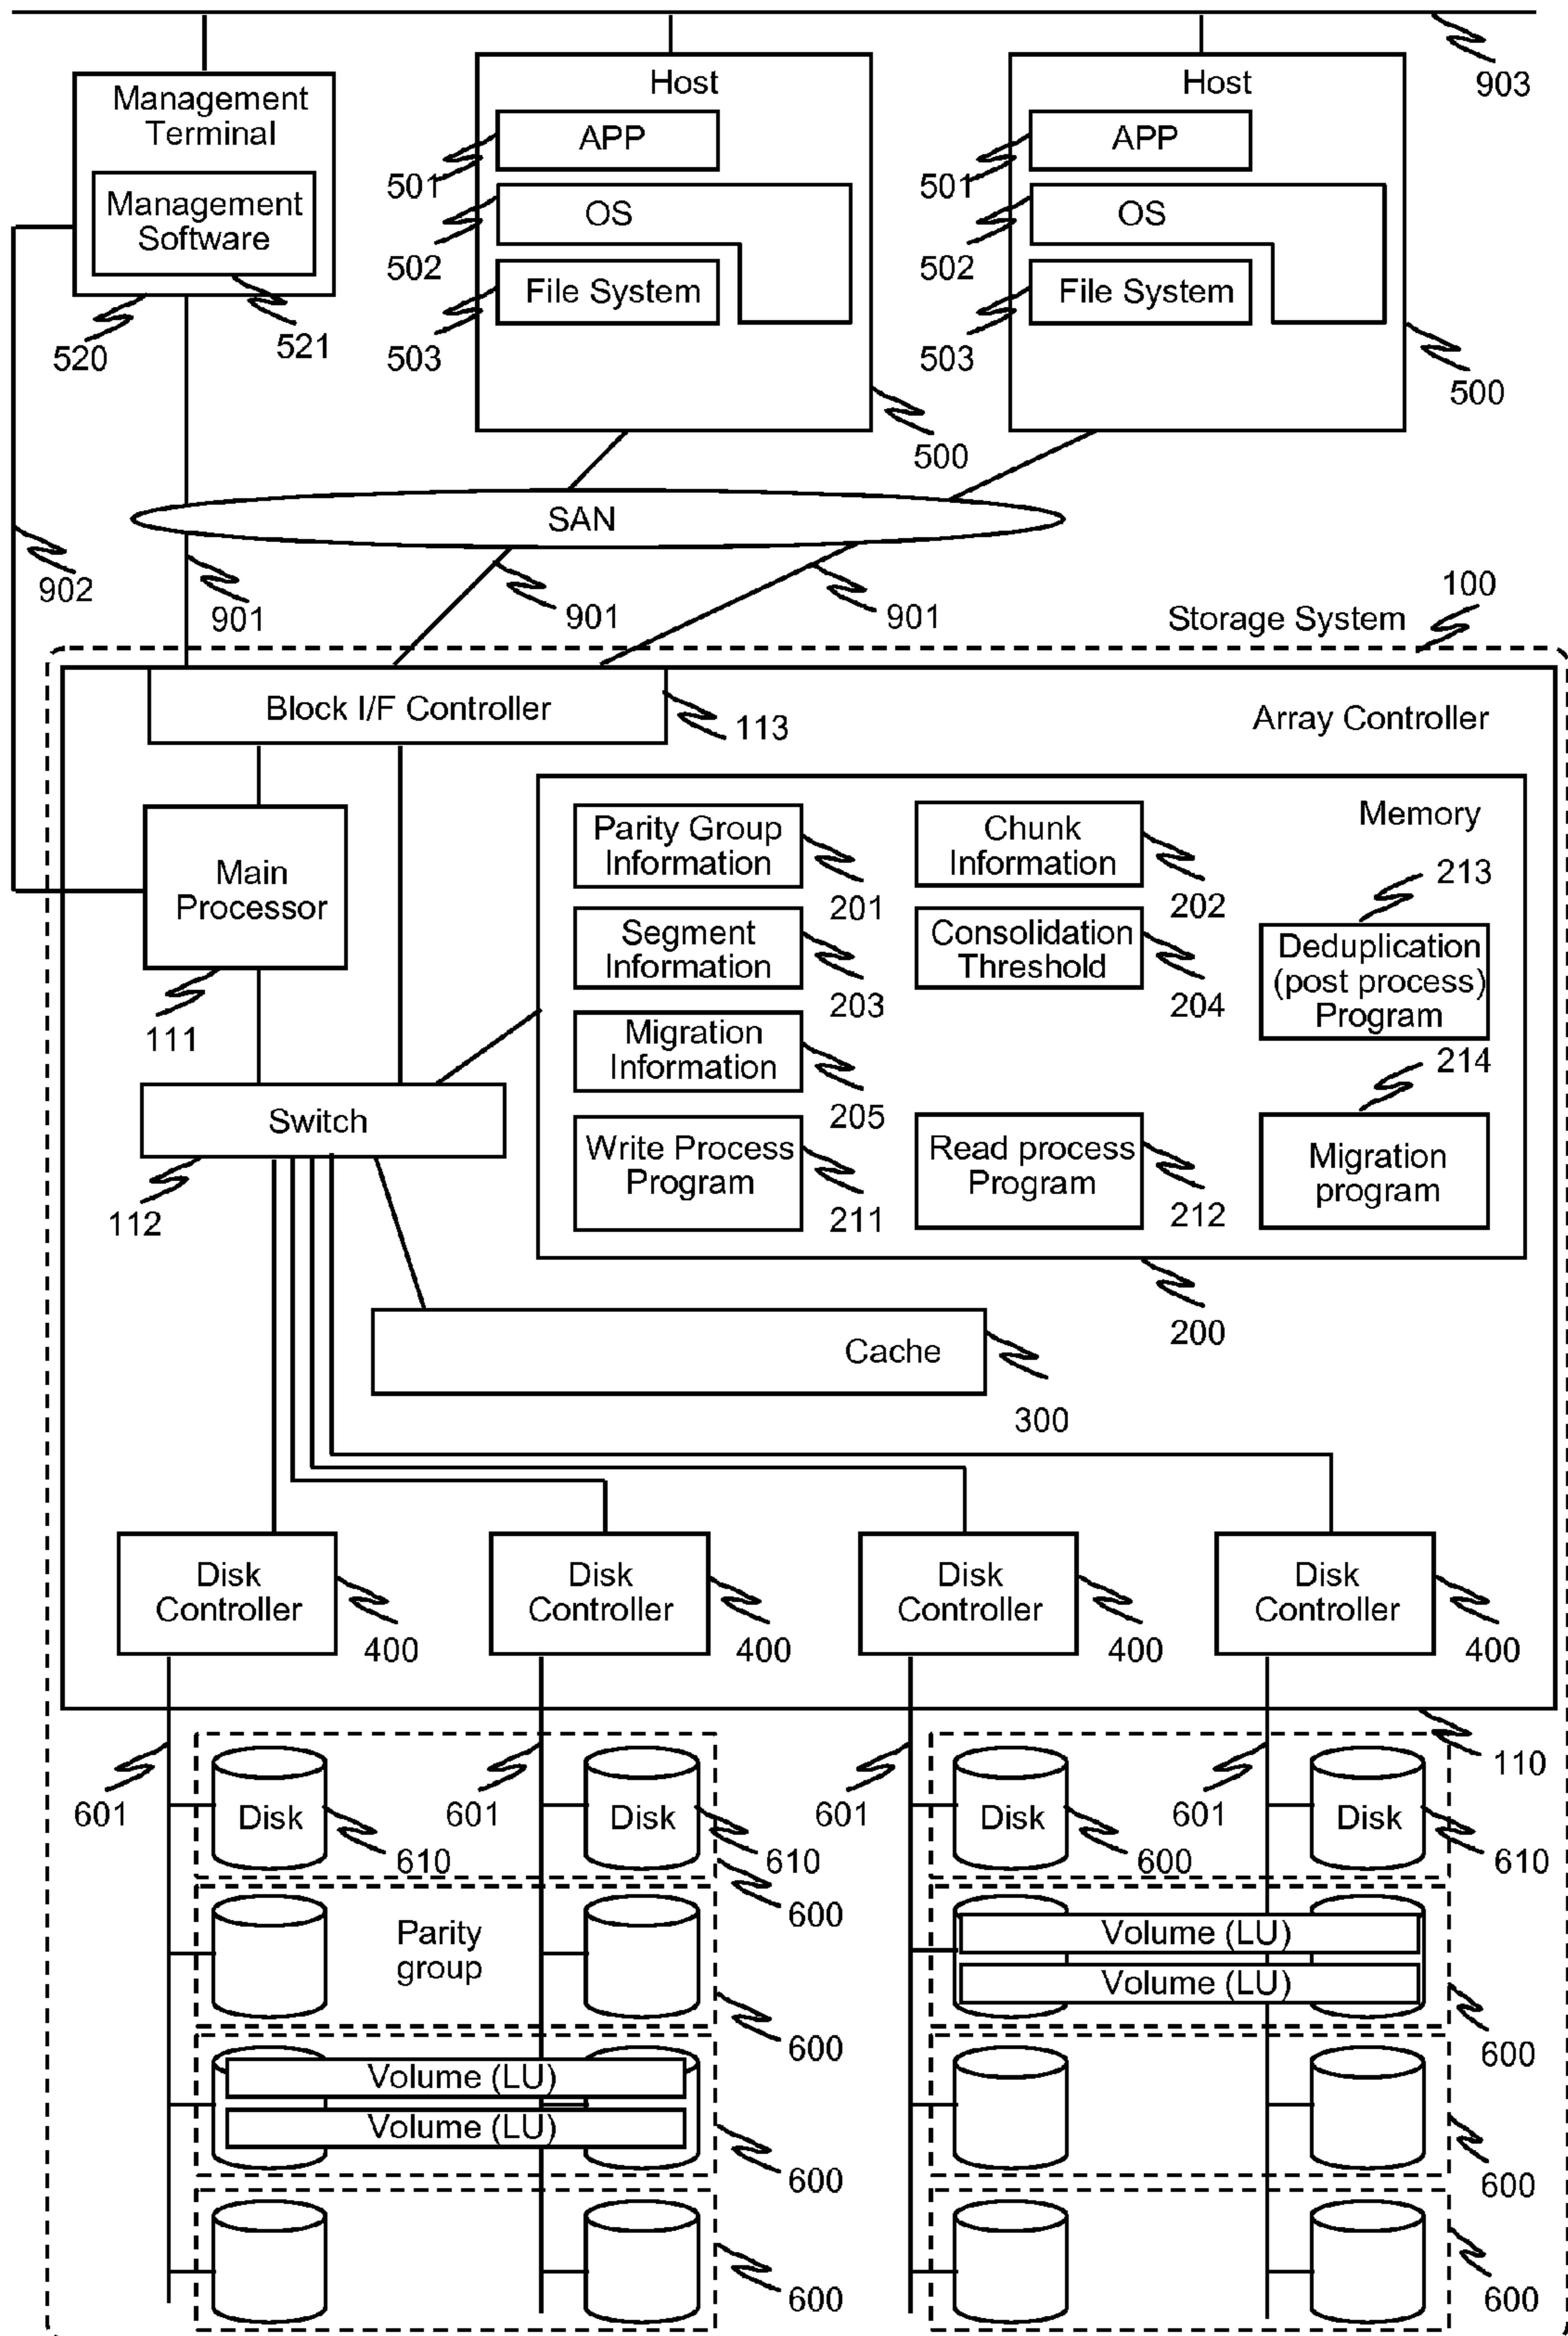 903
Management
Terminal
Management
Software
520
521
Host
APP
501
OS
502
File System
503
500
Host
APP
501
OS
502
File System
503
500
SAN
902
901
901
901
100
Storage System
Block I/F Controller
113
Array Controller
Main
Processor
111
Memory
Parity Group
Information
201
Chunk
Information
202
213
Segment
Information
203
Consolidation
Threshold
204
Deduplication
(post process)
Program
Migration
Information
205
214
Switch
112
Write Process
Program
211
Read process
Program
212
Migration
program
200
Cache
300
Disk
Controller
400
Disk
Controller
400
Disk
Controller
400
Disk
Controller
400
110
601
Disk
610
601
Disk
610
601
Disk
600
601
Disk
610
600
Parity
group
600
Volume (LU)
Volume (LU)
600
Volume (LU)
Volume (LU)
600
600
600
600